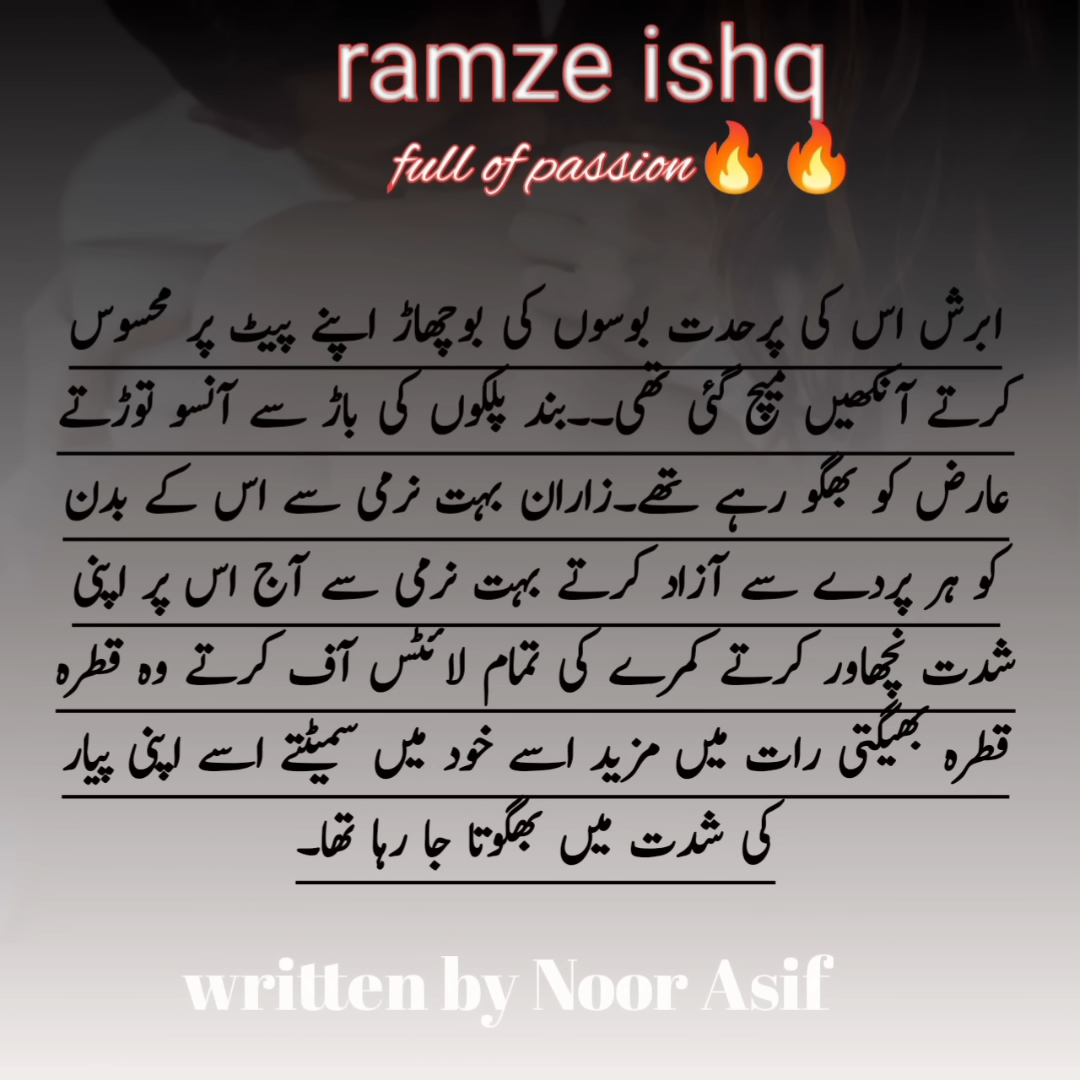 ramze ishq
full of passion🔥🔥
ابرش اس کی پرحدت بوسوں کی بوچھاڑ اپنے پیٹ پر محسوس
کرتے آنکھیں میچ گئی تھی۔۔بند پلکوں کی باڑ سے آنسو توڑتے
عارض کو بھگو رہے تھے۔زاران بہت نرمی سے اس کے بدن
کو ہر پردے سے آزاد کرتے بہت نرمی سے آج اس پر اپنی
شدت نچھاور کرتے کمرے کی تمام لائٹس آف کرتے وہ قطرہ
قطرہ بھیگتی رات میں مزید اسے خود میں سمیٹتے اسے اپنی پیار
کی شدت میں بھگوتا جا رہا تھا۔
written by Noor Asif